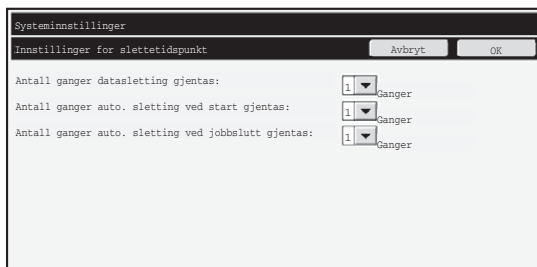 Systeminnstillinger
Innstillinger for slettetidspunkt Avbryt OK
Antall ganger datasletting gjentas: 1 Ganger
Antall ganger auto. sletting ved start gjentas: 1 Ganger
Antall ganger auto. sletting ved jobbslutt gjentas: 1 Ganger